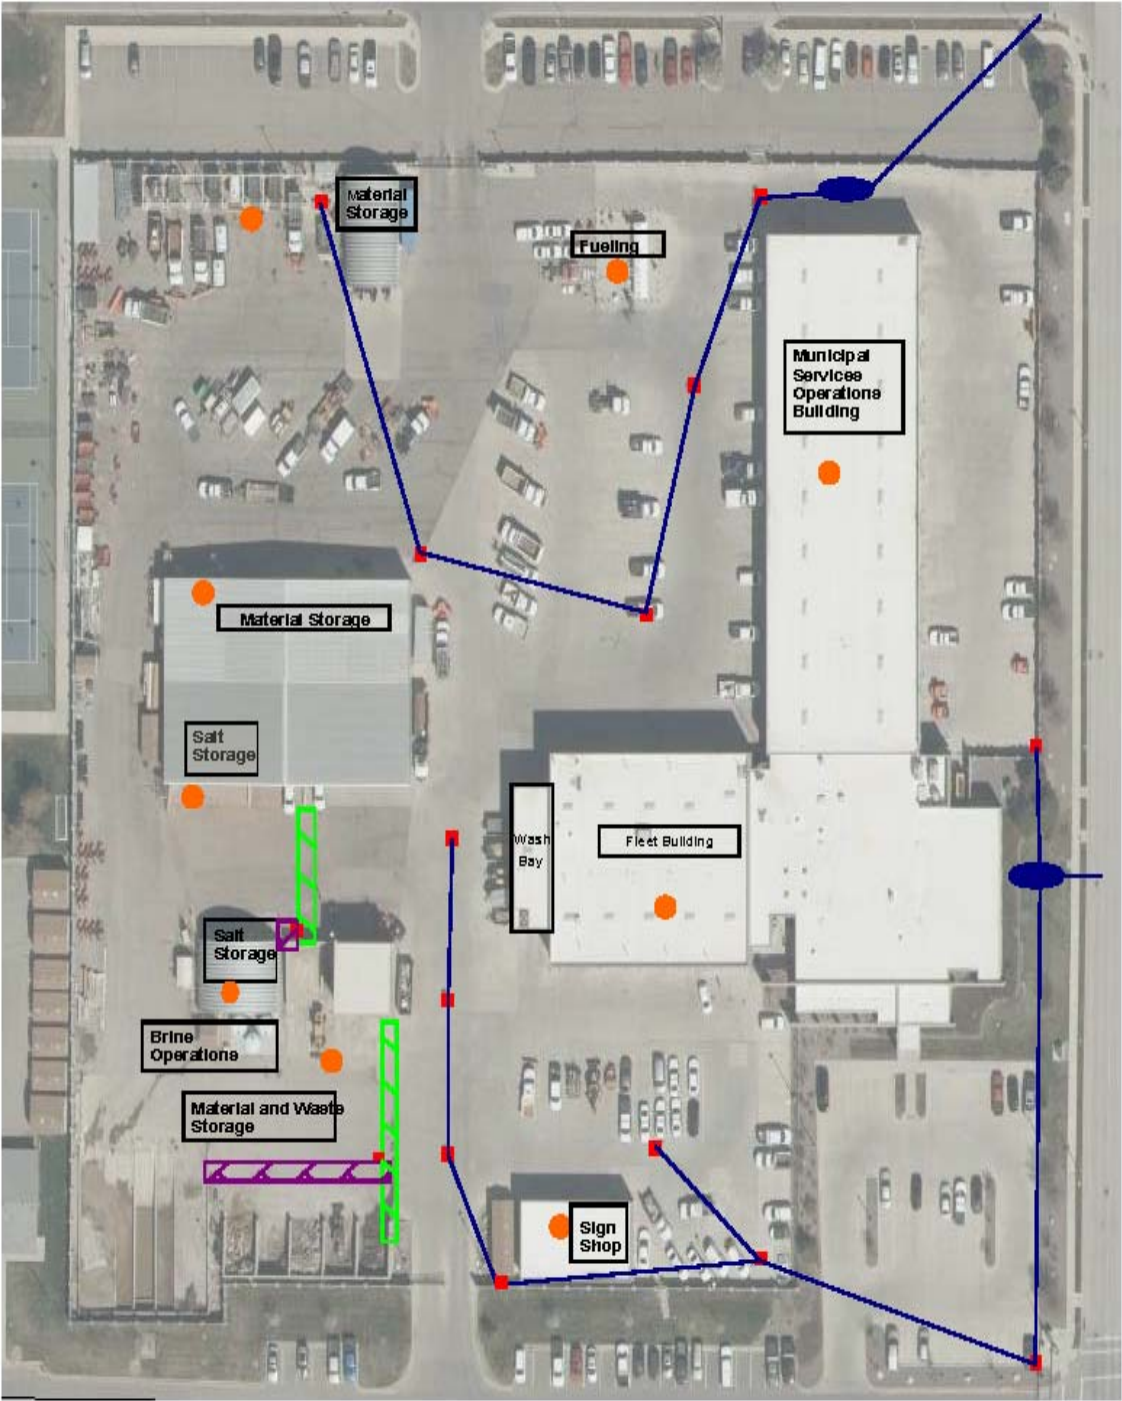 Material
Storage
Fueling
Municipal
Services
Operations
Building
Material Storage
Salt
Storage
Wash
Bay
Fleet Building
Salt
Storage
Brine
Operations
Material and Waste
Storage
Sign
Shop